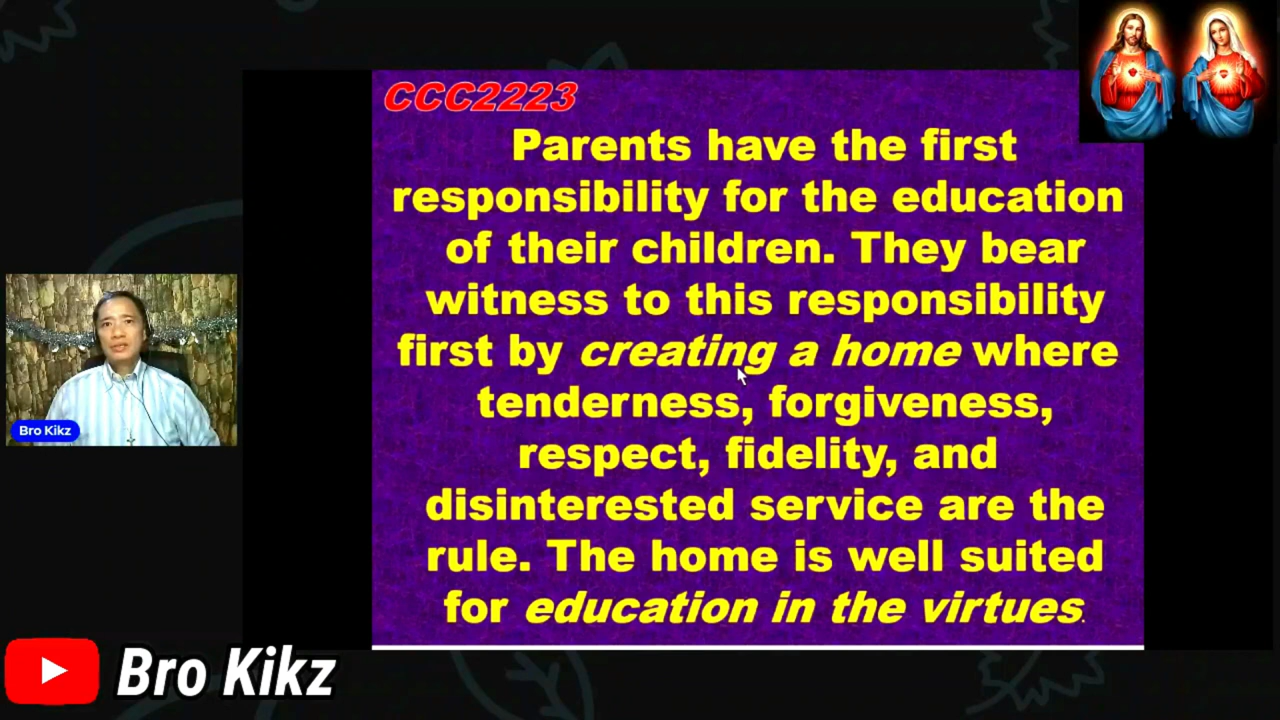 CCC2223
Parents have the first
responsibility for the education
of their children. They bear
witness to this responsibility
first by creating a home where
tenderness, forgiveness,
respect, fidelity, and
disinterested service are the
rule. The home is well suited
for education in the virtues.
Bro Kikz
Bro Kikz